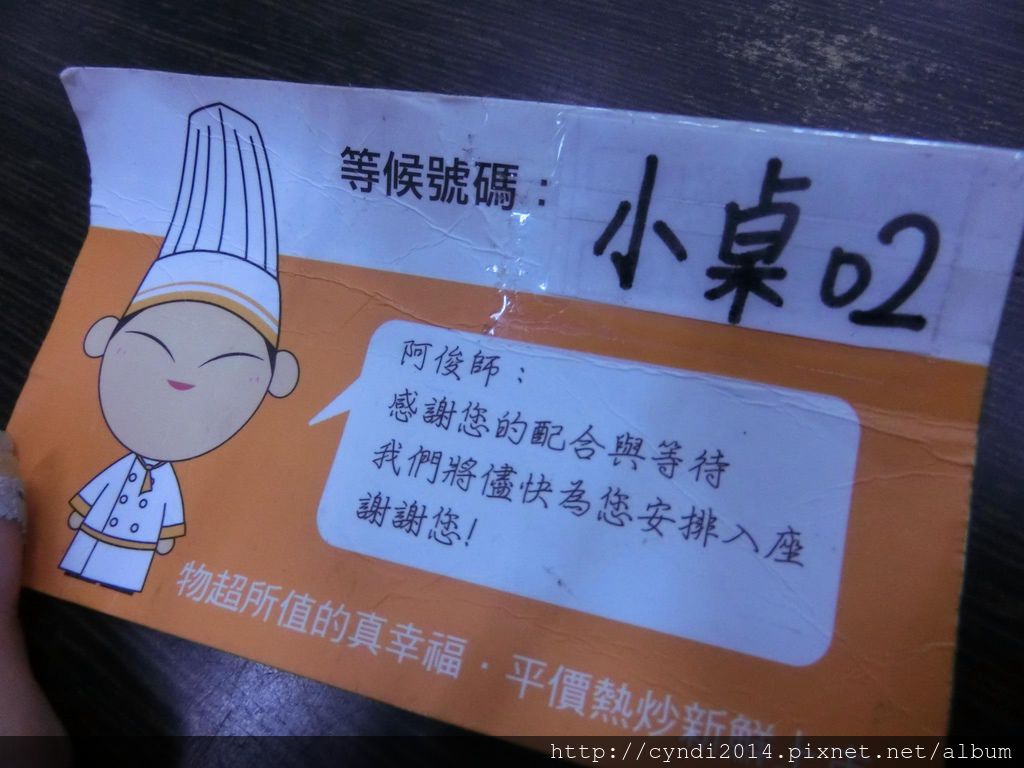 等候號碼：小桌02
阿俊師：
感謝您的配合與等待
我們將儘快為您安排入座
謝謝您!
物超所值的真幸福．平價熱炒新鮮
http://cyndi2014.pixnet.net/album